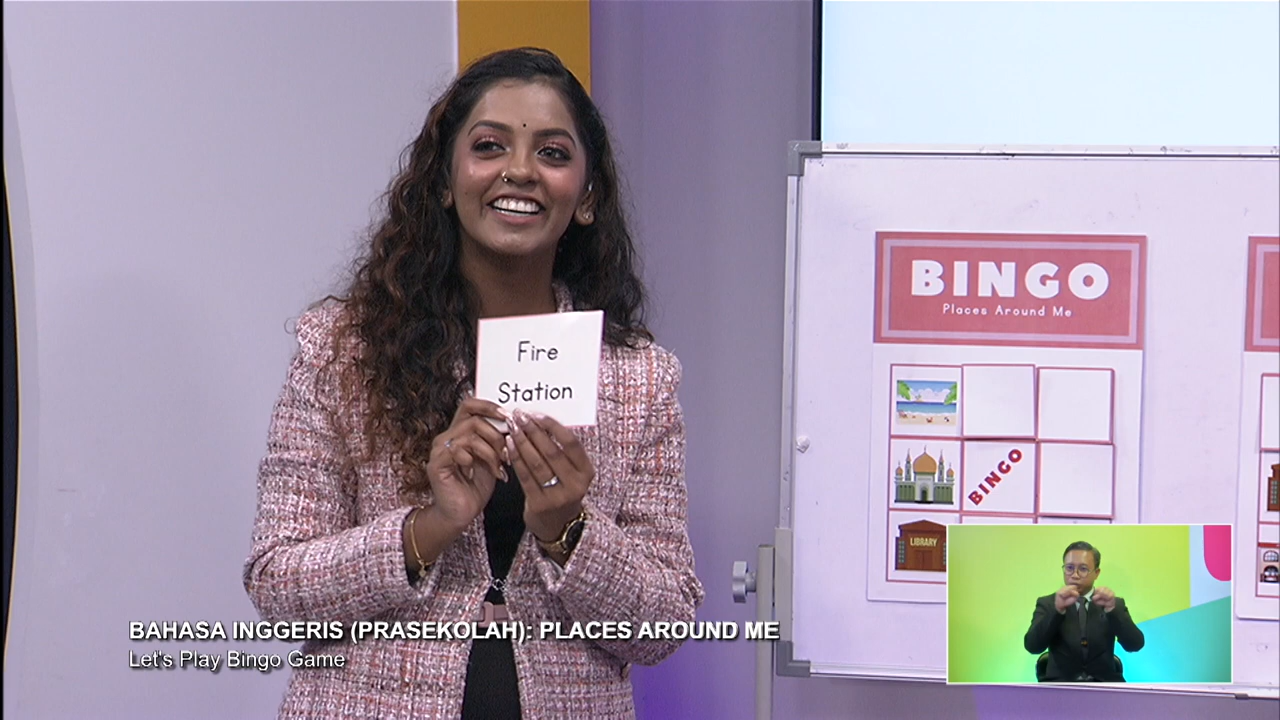 Fire
Station
BINGO
Places Around Me
BINGO
LIBRARY
BAHASA INGGERIS (PRASEKOLAH): PLACES AROUND ME
Let's Play Bingo Game